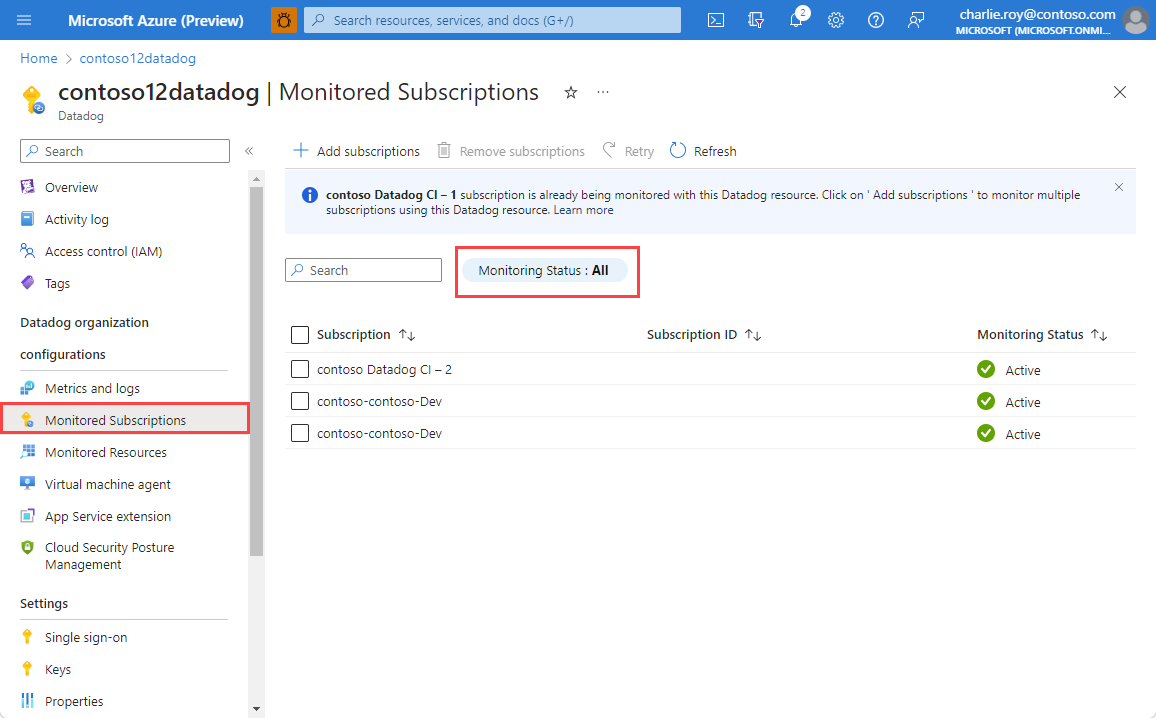 Microsoft Azure (Preview)
Search resources, services, and docs (G+/)
2
charlie.roy@contoso.com
MICROSOFT (MICROSOFT.ONMI...
Home > contoso12datadog
contoso12datadog | Monitored Subscriptions
Datadog
Search
Overview
Activity log
Access control (IAM)
Tags
Datadog organization
configurations
Metrics and logs
Monitored Subscriptions
Monitored Resources
Virtual machine agent
App Service extension
Cloud Security Posture
Management
Settings
Single sign-on
Keys
Properties
Add subscriptions Remove subscriptions Retry Refresh
contoso Datadog CI – 1 subscription is already being monitored with this Datadog resource. Click on ' Add subscriptions ' to monitor multiple
subscriptions using this Datadog resource. Learn more
Search
Monitoring Status : All
Subscription Subscription ID Monitoring Status
contoso Datadog CI – 2 Active
contoso-contoso-Dev Active
contoso-contoso-Dev Active